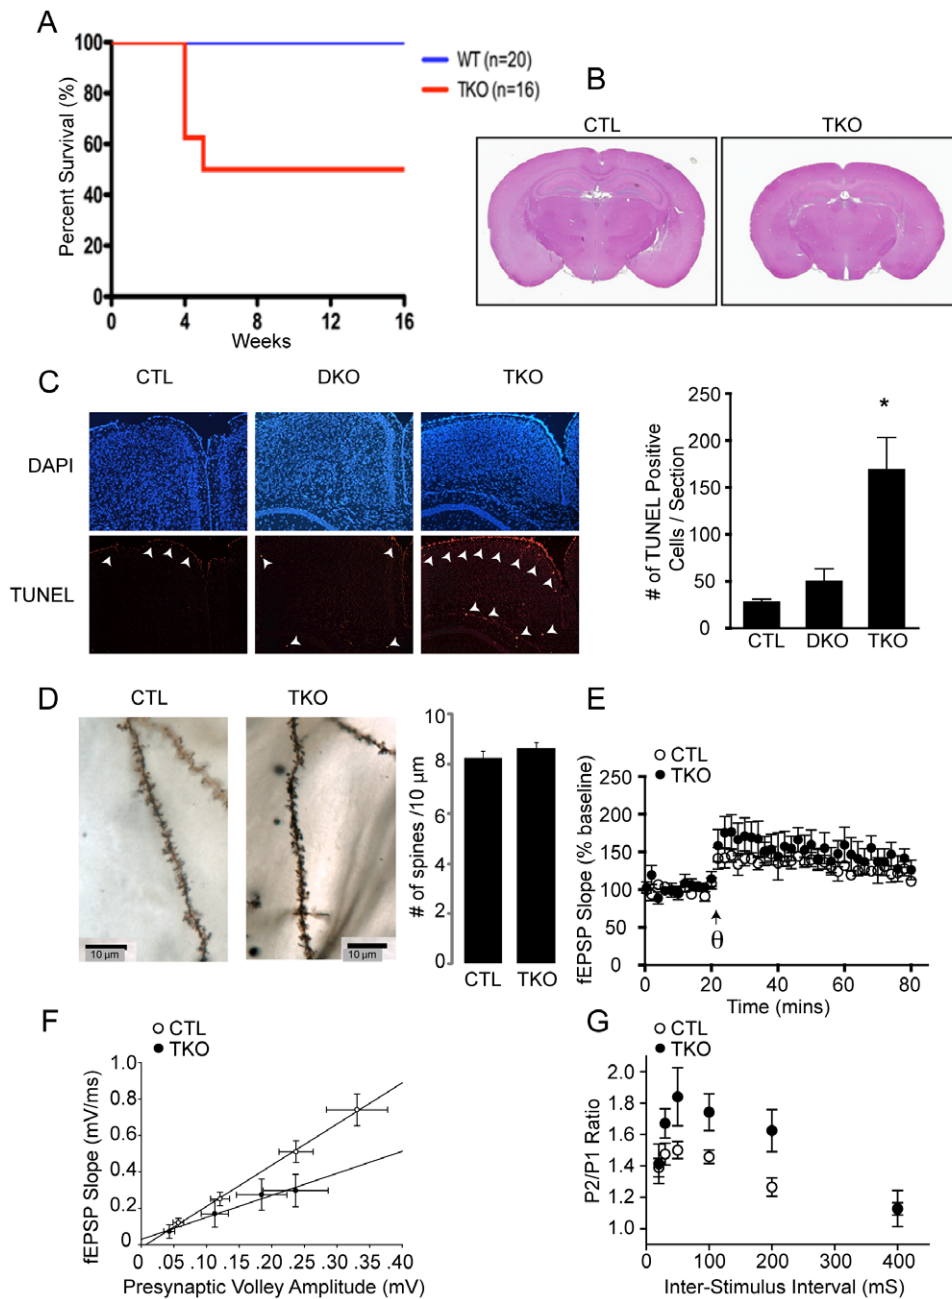 A
100
80
60
40
20
0
Percent Survival (%)
0 4 8 12 16
Weeks
WT (n=20)
TKO (n=16)
B
CTL TKO
C
CTL DKO TKO
DAPI
TUNEL
250
200
150
100
50
0
# of TUNEL Positive
Cells / Section
*
CTL DKO TKO
D
CTL TKO
10 µm 10 µm
10
8
6
4
2
0
# of spines /10 µm
CTL TKO
E
CTL
TKO
250
200
150
100
50
0
fEPSP Slope (% baseline)
θ
0 20 40 60 80
Time (mins)
F
CTL
TKO
1.0
0.8
0.6
0.4
0.2
0
fEPSP Slope (mV/ms)
0 .05 .10 .15 .20 .25 .30 .35 .40
Presynaptic Volley Amplitude (mV)
G
CTL
TKO
2.0
1.8
1.6
1.4
1.2
1.0
P2/P1 Ratio
0 100 200 300 400
Inter-Stimulus Interval (mS)